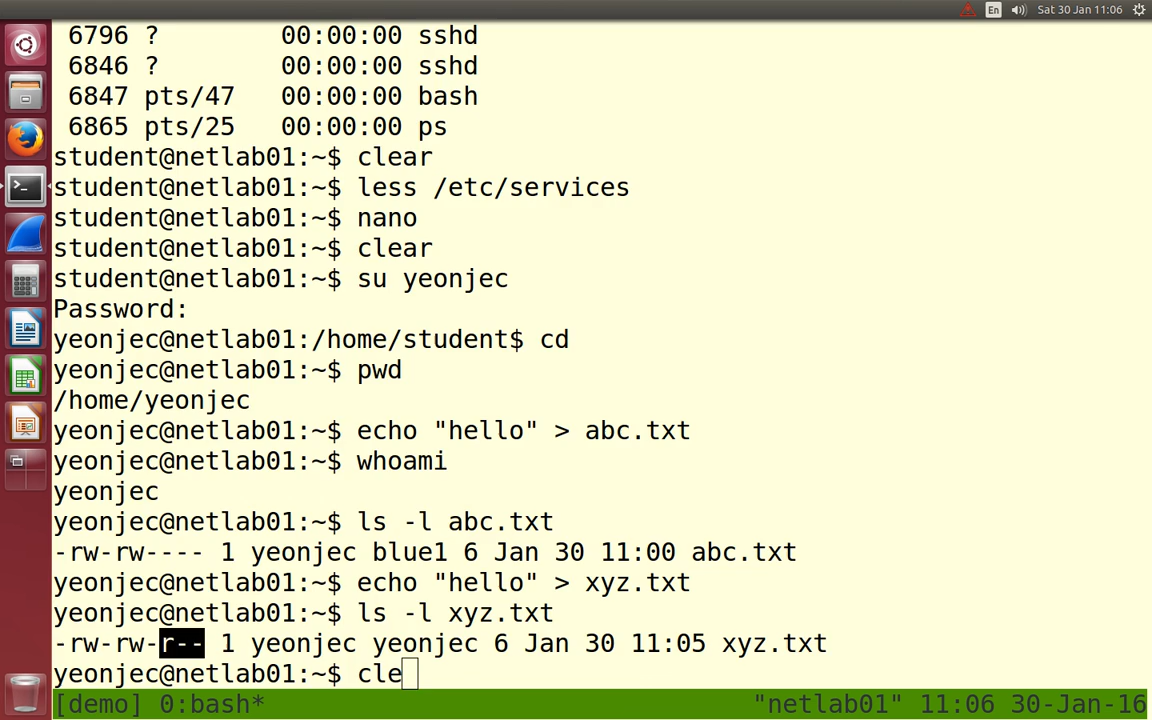 En Sat 30 Jan 11:06
6796 ? 00:00:00 sshd
6846 ? 00:00:00 sshd
6847 pts/47 00:00:00 bash
6865 pts/25 00:00:00 ps
student@netlab01:~$ clear
student@netlab01:~$ less /etc/services
student@netlab01:~$ nano
student@netlab01:~$ clear
student@netlab01:~$ su yeonjec
Password:
yeonjec@netlab01:/home/student$ cd
yeonjec@netlab01:~$ pwd
/home/yeonjec
yeonjec@netlab01:~$ echo "hello" > abc.txt
yeonjec@netlab01:~$ whoami
yeonjec
yeonjec@netlab01:~$ ls -l abc.txt
-rw-rw---- 1 yeonjec blue1 6 Jan 30 11:00 abc.txt
yeonjec@netlab01:~$ echo "hello" > xyz.txt
yeonjec@netlab01:~$ ls -l xyz.txt
-rw-rw-r-- 1 yeonjec yeonjec 6 Jan 30 11:05 xyz.txt
yeonjec@netlab01:~$ cle
[demo] 0:bash* "netlab01" 11:06 30-Jan-16